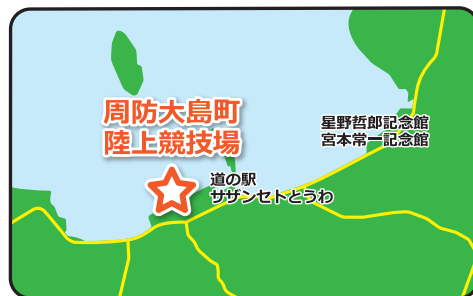 周防大島町
陸上競技場
星野哲郎記念館
宮本常一記念館
道の駅
サザンセトとうわ